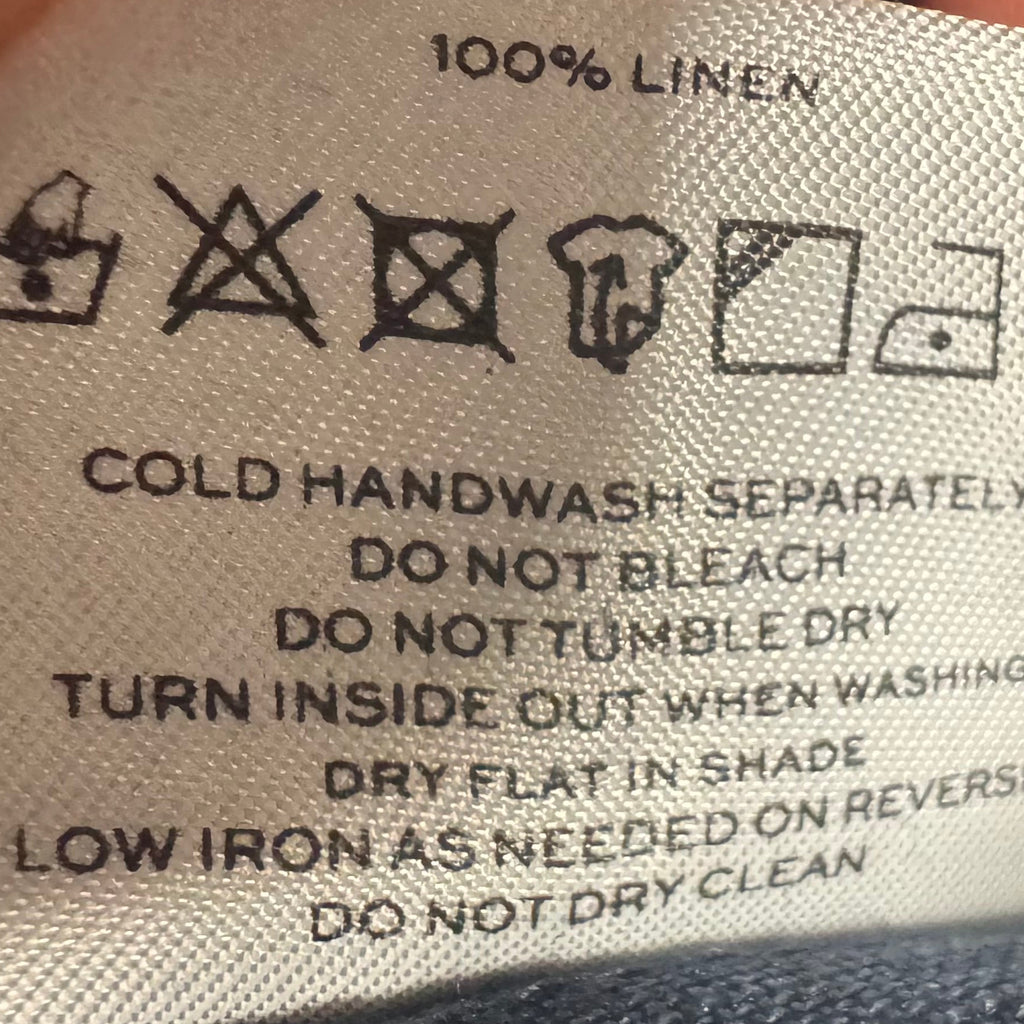 100% LINEN
COLD HANDWASH SEPARATELY
DO NOT BLEACH
DO NOT TUMBLE DRY
TURN INSIDE OUT WHEN WASHING
DRY FLAT IN SHADE
LOW IRON AS NEEDED ON REVERS
DO NOT DRY CLEAN